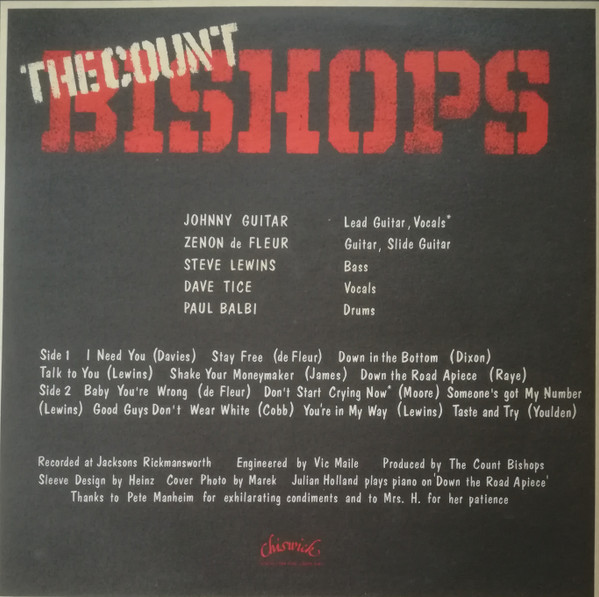 THE COUNT
BISHOPS
JOHNNY GUITAR Lead Guitar, Vocals*
ZENON de FLEUR Guitar, Slide Guitar
STEVE LEWINS Bass
DAVE TICE Vocals
PAUL BALBI Drums
Side 1 I Need You (Davies) Stay Free (de Fleur) Down in the Bottom (Dixon)
Talk to You (Lewins) Shake Your Moneymaker (James) Down the Road Apiece (Raye)
Side 2 Baby You're Wrong (de Fleur) Don't Start Crying Now* (Moore) Someone's got My Number
(Lewins) Good Guys Don't Wear White (Cobb) You're in My Way (Lewins) Taste and Try (Youlden)
Recorded at Jacksons Rickmansworth Engineered by Vic Maile Produced by The Count Bishops
Sleeve Design by Heinz Cover Photo by Marek Julian Holland plays piano on 'Down the Road Apiece'
Thanks to Pete Manheim for exhilarating condiments and to Mrs. H. for her patience
Chiswick